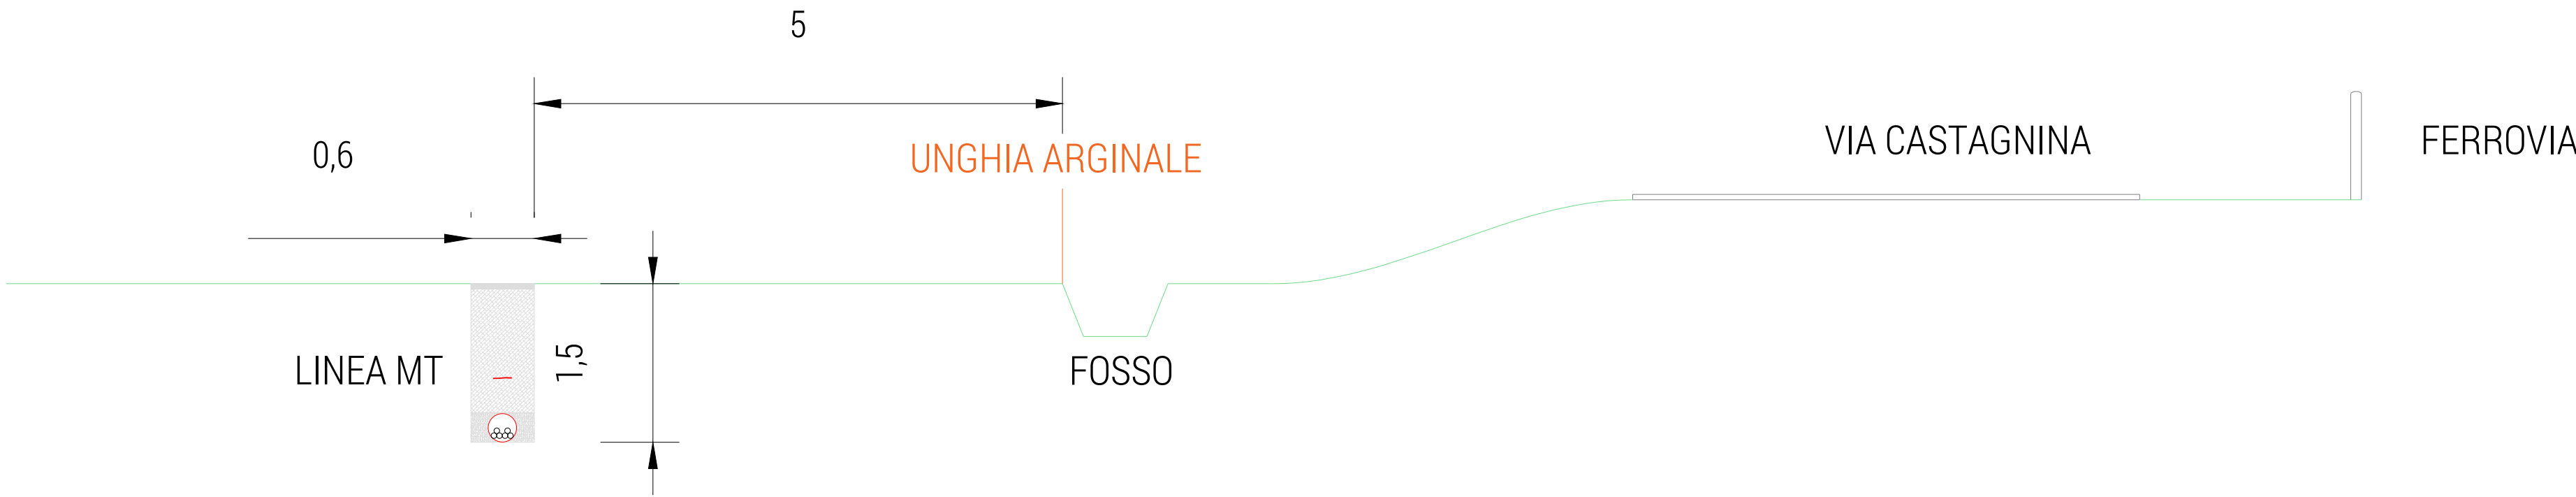 5
0,6
UNGHIA ARGINALE
VIA CASTAGNINA
FERROVIA
LINEA MT
1,5
FOSSO